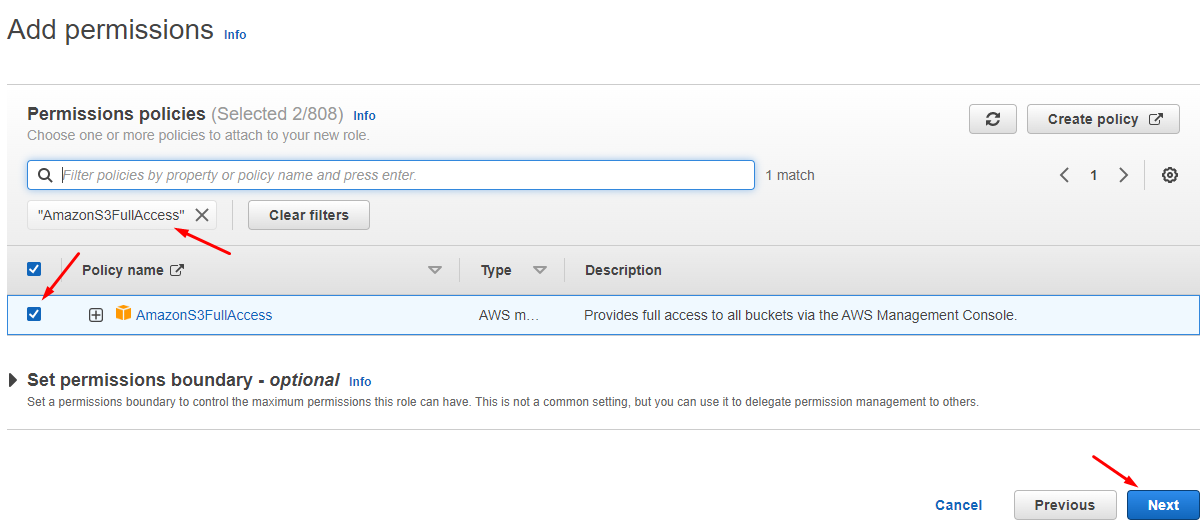 Add permissions Info
Permissions policies (Selected 2/808) Info
Choose one or more policies to attach to your new role.
Create policy
Filter policies by property or policy name and press enter.
1 match
1
"AmazonS3FullAccess"
Clear filters
Policy name
Type
Description
AmazonS3FullAccess
AWS m...
Provides full access to all buckets via the AWS Management Console.
Set permissions boundary - optional Info
Set a permissions boundary to control the maximum permissions this role can have. This is not a common setting, but you can use it to delegate permission management to others.
Cancel
Previous
Next